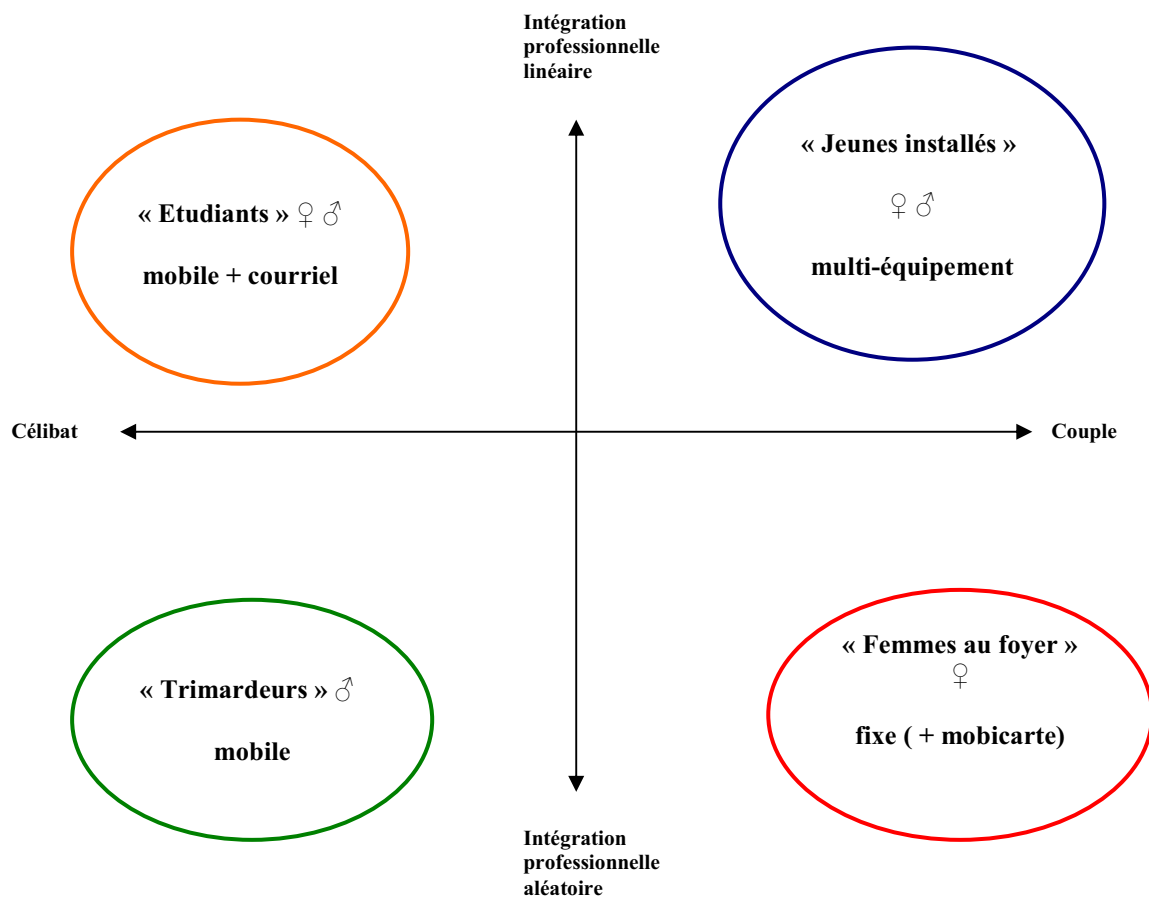 Intégration
professionnelle
linéaire
« Jeunes installés »
♀ ♂
multi-équipement
« Etudiants » ♀ ♂
mobile + courriel
Célibat
Couple
« Trimardeurs » ♂
mobile
« Femmes au foyer »
♀
fixe ( + mobicarte)
Intégration
professionnelle
aléatoire